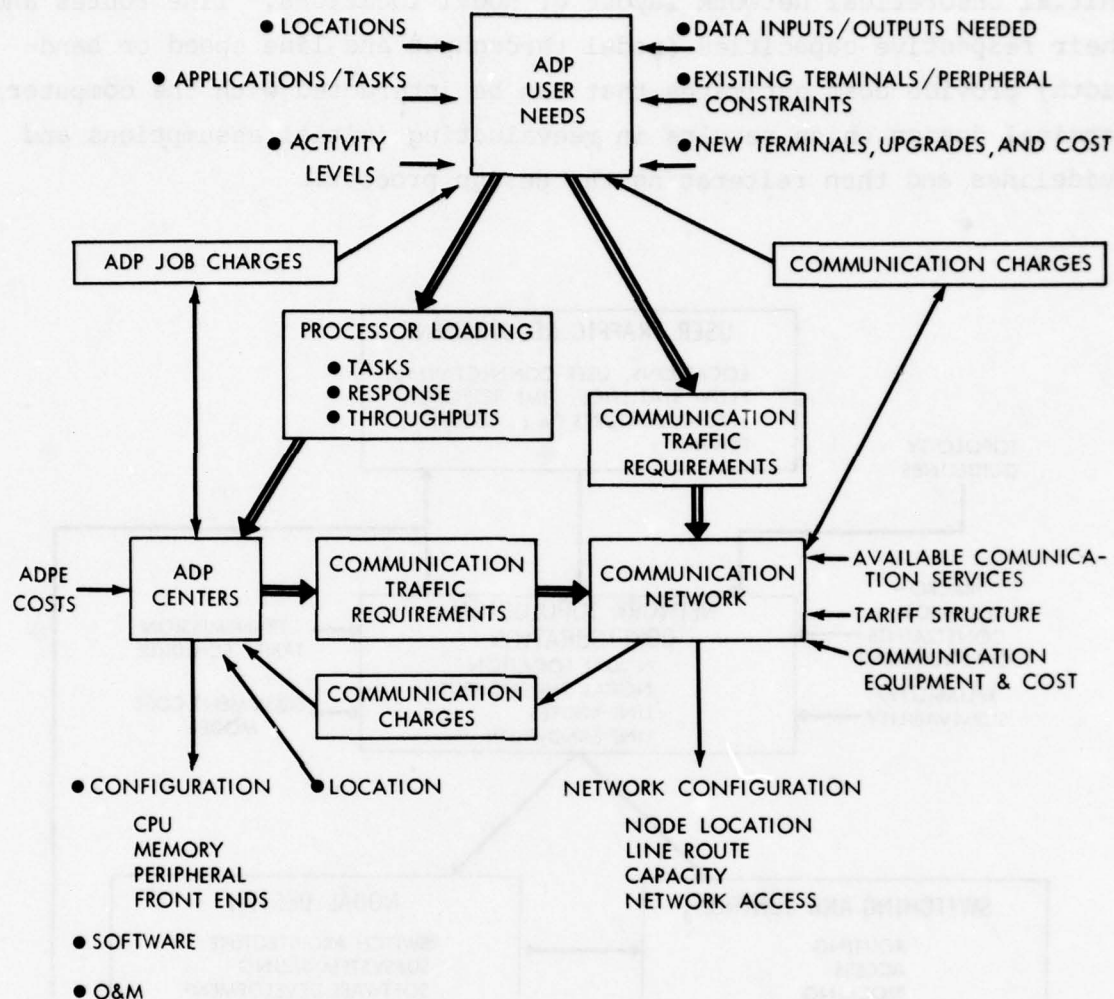 ● LOCATIONS
● APPLICATIONS/TASKS
● ACTIVITY
LEVELS
ADP
USER
NEEDS
● DATA INPUTS/OUTPUTS NEEDED
● EXISTING TERMINALS/PERIPHERAL
CONSTRAINTS
● NEW TERMINALS, UPGRADES, AND COST
ADP JOB CHARGES
COMMUNICATION CHARGES
PROCESSOR LOADING
● TASKS
● RESPONSE
● THROUGHPUTS
COMMUNICATION
TRAFFIC
REQUIREMENTS
ADPE
COSTS
ADP
CENTERS
COMMUNICATION
TRAFFIC
REQUIREMENTS
COMMUNICATION
NETWORK
AVAILABLE COMUNICA-
TION SERVICES
TARIFF STRUCTURE
COMMUNICATION
EQUIPMENT & COST
COMMUNICATION
CHARGES
● CONFIGURATION
CPU
MEMORY
PERIPHERAL
FRONT ENDS
● SOFTWARE
● O&M
● LOCATION
NETWORK CONFIGURATION
NODE LOCATION
LINE ROUTE
CAPACITY
NETWORK ACCESS